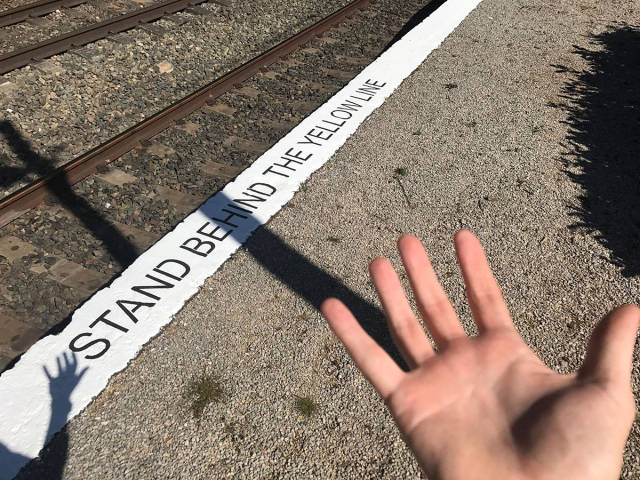 STAND BEHIND THE YELLOW LINE